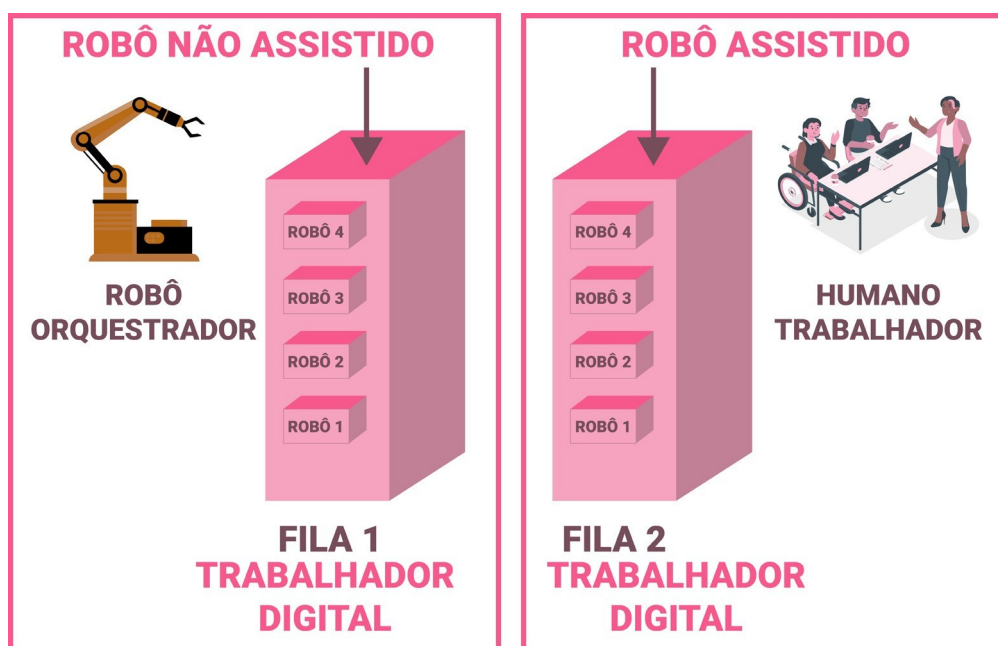 ROBÔ NÃO ASSISTIDO
ROBÔ
ORQUESTRADOR
ROBÔ 4
ROBÔ 3
ROBÔ 2
ROBÔ 1
FILA 1
TRABALHADOR
DIGITAL
ROBÔ ASSISTIDO
ROBÔ 4
ROBÔ 3
ROBÔ 2
ROBÔ 1
HUMANO
TRABALHADOR
FILA 2
TRABALHADOR
DIGITAL